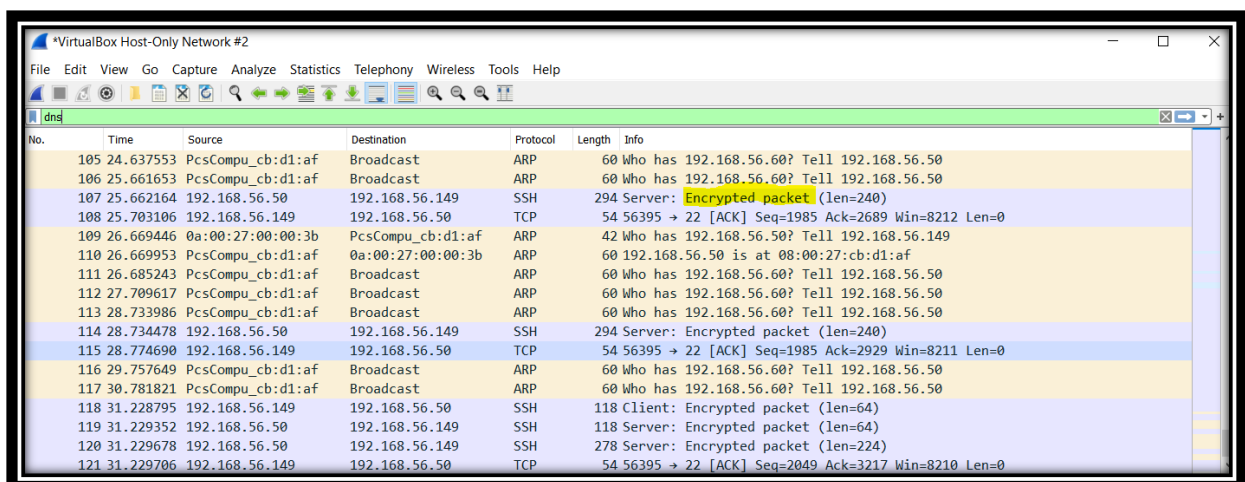 *VirtualBox Host-Only Network #2
File Edit View Go Capture Analyze Statistics Telephony Wireless Tools Help
dns
No. Time Source Destination Protocol Length Info
105 24.637553 PcsCompu_cb:d1:af Broadcast ARP 60 Who has 192.168.56.60? Tell 192.168.56.50
106 25.661653 PcsCompu_cb:d1:af Broadcast ARP 60 Who has 192.168.56.60? Tell 192.168.56.50
107 25.662164 192.168.56.50 192.168.56.149 SSH 294 Server: Encrypted packet (len=240)
108 25.703106 192.168.56.149 192.168.56.50 TCP 54 56395 → 22 [ACK] Seq=1985 Ack=2689 Win=8212 Len=0
109 26.669446 0a:00:27:00:00:3b PcsCompu_cb:d1:af ARP 42 Who has 192.168.56.50? Tell 192.168.56.149
110 26.669953 PcsCompu_cb:d1:af 0a:00:27:00:00:3b ARP 60 192.168.56.50 is at 08:00:27:cb:d1:af
111 26.685243 PcsCompu_cb:d1:af Broadcast ARP 60 Who has 192.168.56.60? Tell 192.168.56.50
112 27.709617 PcsCompu_cb:d1:af Broadcast ARP 60 Who has 192.168.56.60? Tell 192.168.56.50
113 28.733986 PcsCompu_cb:d1:af Broadcast ARP 60 Who has 192.168.56.60? Tell 192.168.56.50
114 28.734478 192.168.56.50 192.168.56.149 SSH 294 Server: Encrypted packet (len=240)
115 28.774690 192.168.56.149 192.168.56.50 TCP 54 56395 → 22 [ACK] Seq=1985 Ack=2929 Win=8211 Len=0
116 29.757649 PcsCompu_cb:d1:af Broadcast ARP 60 Who has 192.168.56.60? Tell 192.168.56.50
117 30.781821 PcsCompu_cb:d1:af Broadcast ARP 60 Who has 192.168.56.60? Tell 192.168.56.50
118 31.228795 192.168.56.149 192.168.56.50 SSH 118 Client: Encrypted packet (len=64)
119 31.229352 192.168.56.50 192.168.56.149 SSH 118 Server: Encrypted packet (len=64)
120 31.229678 192.168.56.50 192.168.56.149 SSH 278 Server: Encrypted packet (len=224)
121 31.229706 192.168.56.149 192.168.56.50 TCP 54 56395 → 22 [ACK] Seq=2049 Ack=3217 Win=8210 Len=0